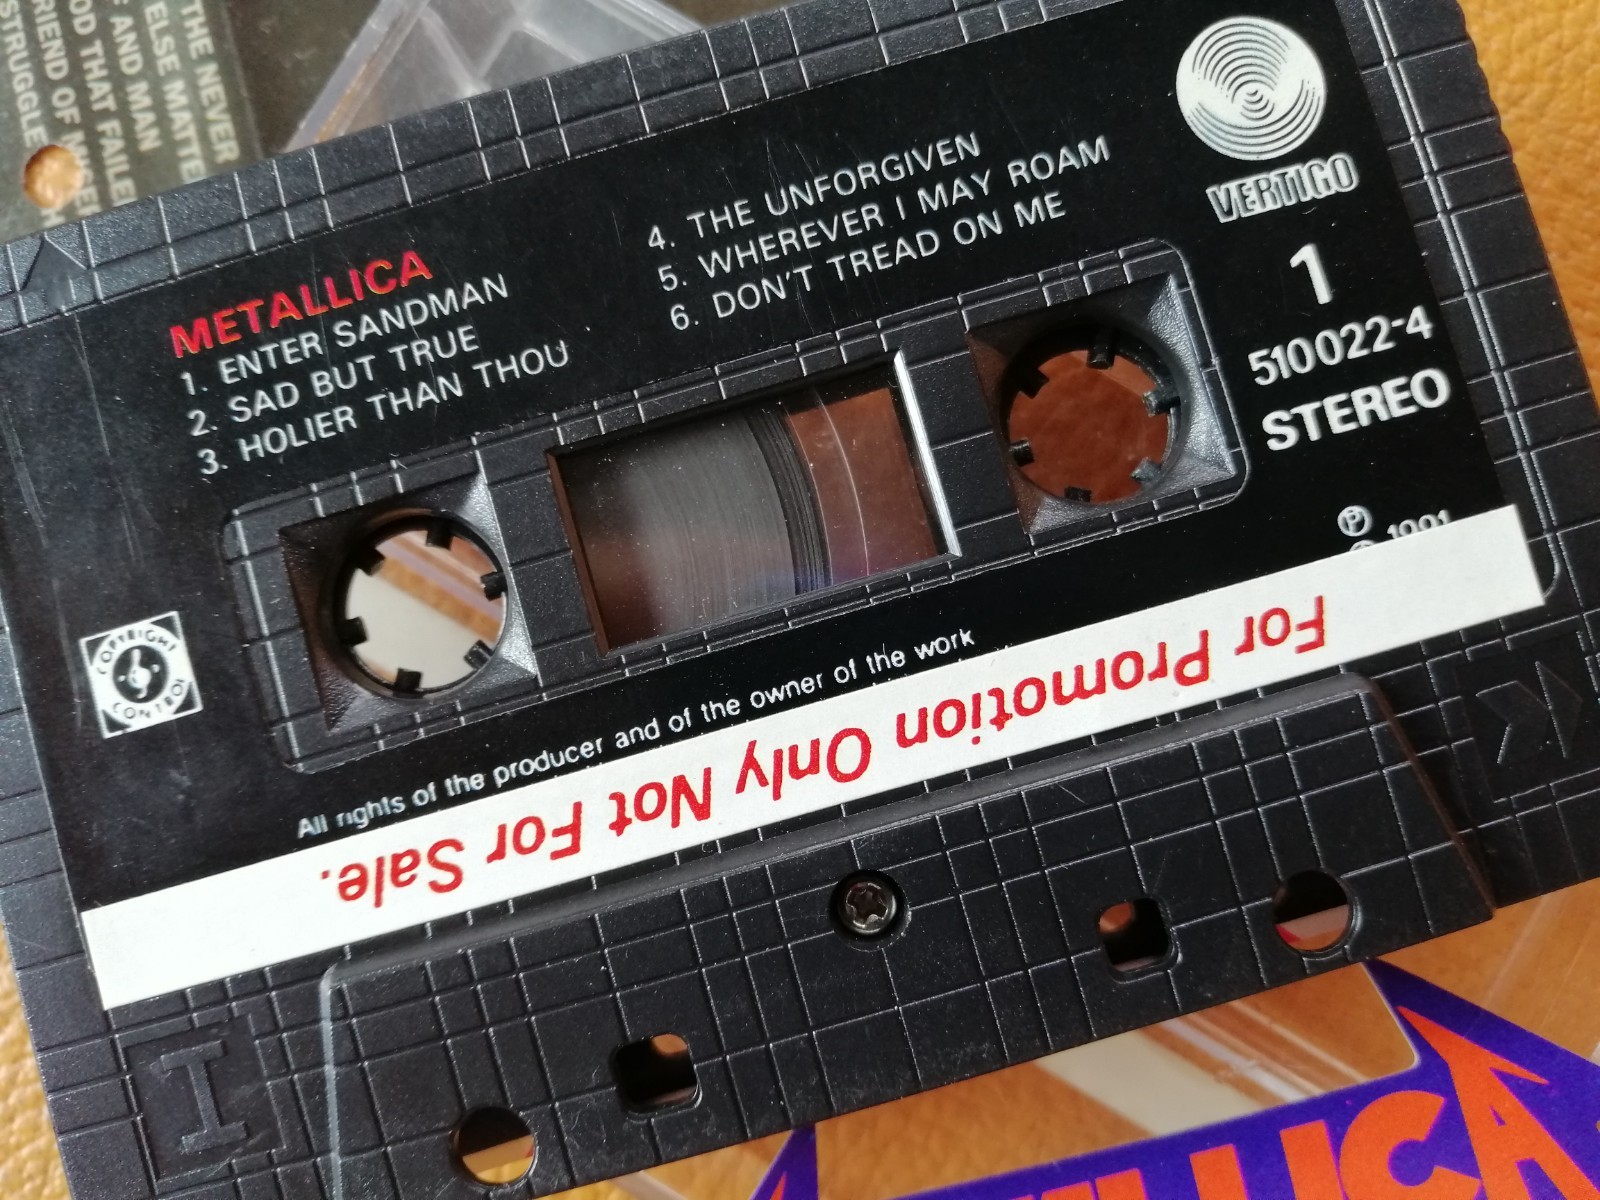 THE NEVER
ELSE MATTE
AND MAN
OD THAT FAILE
RIEND OF MISE
STRUGGLE
METALLICA
1. ENTER SANDMAN
2. SAD BUT TRUE
3. HOLIER THAN THOU
4. THE UNFORGIVEN
5. WHEREVER I MAY ROAM
6. DON'T TREAD ON ME
VERTIGO
1
510022-4
STEREO
℗ 1991
COPYRIGHT
CONTROL
All rights of the producer and of the owner of the work
For Promotion Only Not For Sale.
I
LLICA